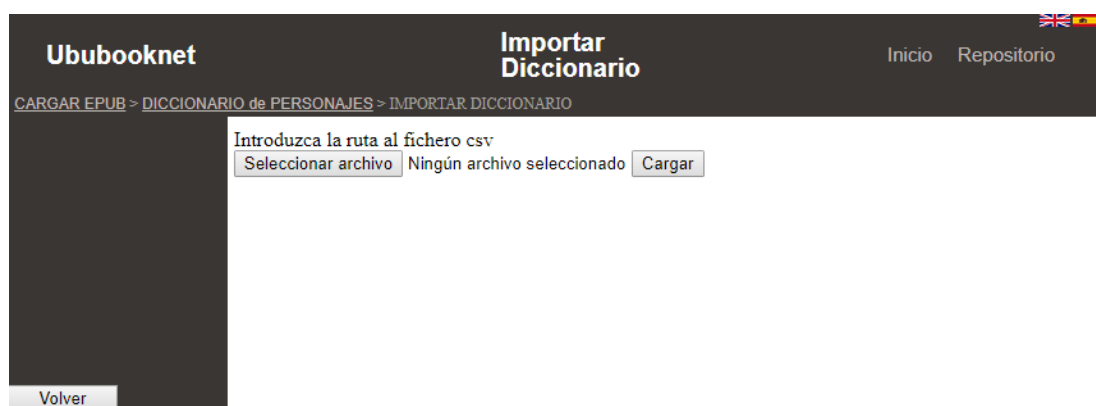 Ububooknet
Importar
Diccionario
Inicio Repositorio
CARGAR EPUB > DICCIONARIO de PERSONAJES > IMPORTAR DICCIONARIO
Introduzca la ruta al fichero csv
Seleccionar archivo Ningún archivo seleccionado Cargar
Volver